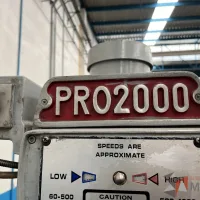 PRO2000
SPEEDS ARE
APPROXIMATE
LOW HIGH
60-500 CAUTION